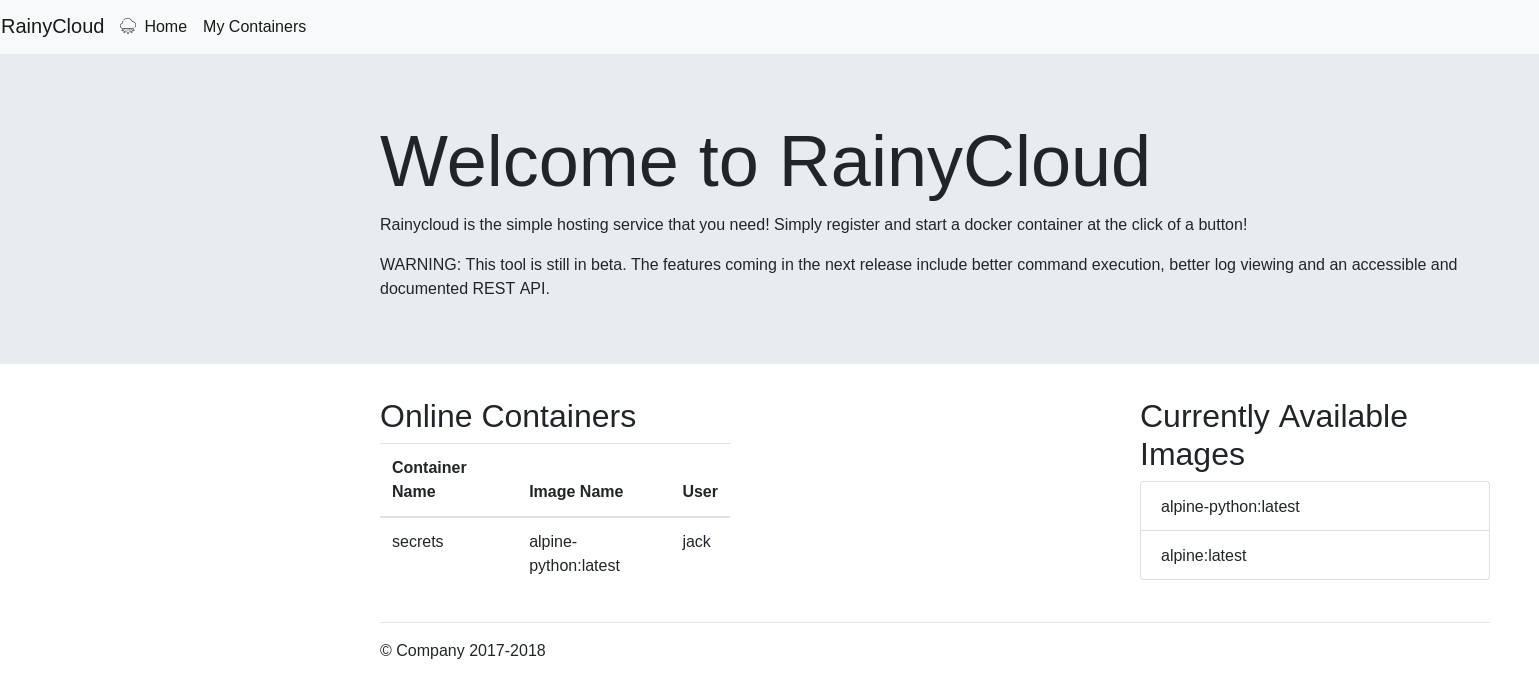 RainyCloud Home My Containers
Welcome to RainyCloud
Rainycloud is the simple hosting service that you need! Simply register and start a docker container at the click of a button!
WARNING: This tool is still in beta. The features coming in the next release include better command execution, better log viewing and an accessible and
documented REST API.
Online Containers
Container
Name Image Name User
secrets alpine- jack
python:latest
Currently Available
Images
alpine-python:latest
alpine:latest
© Company 2017-2018